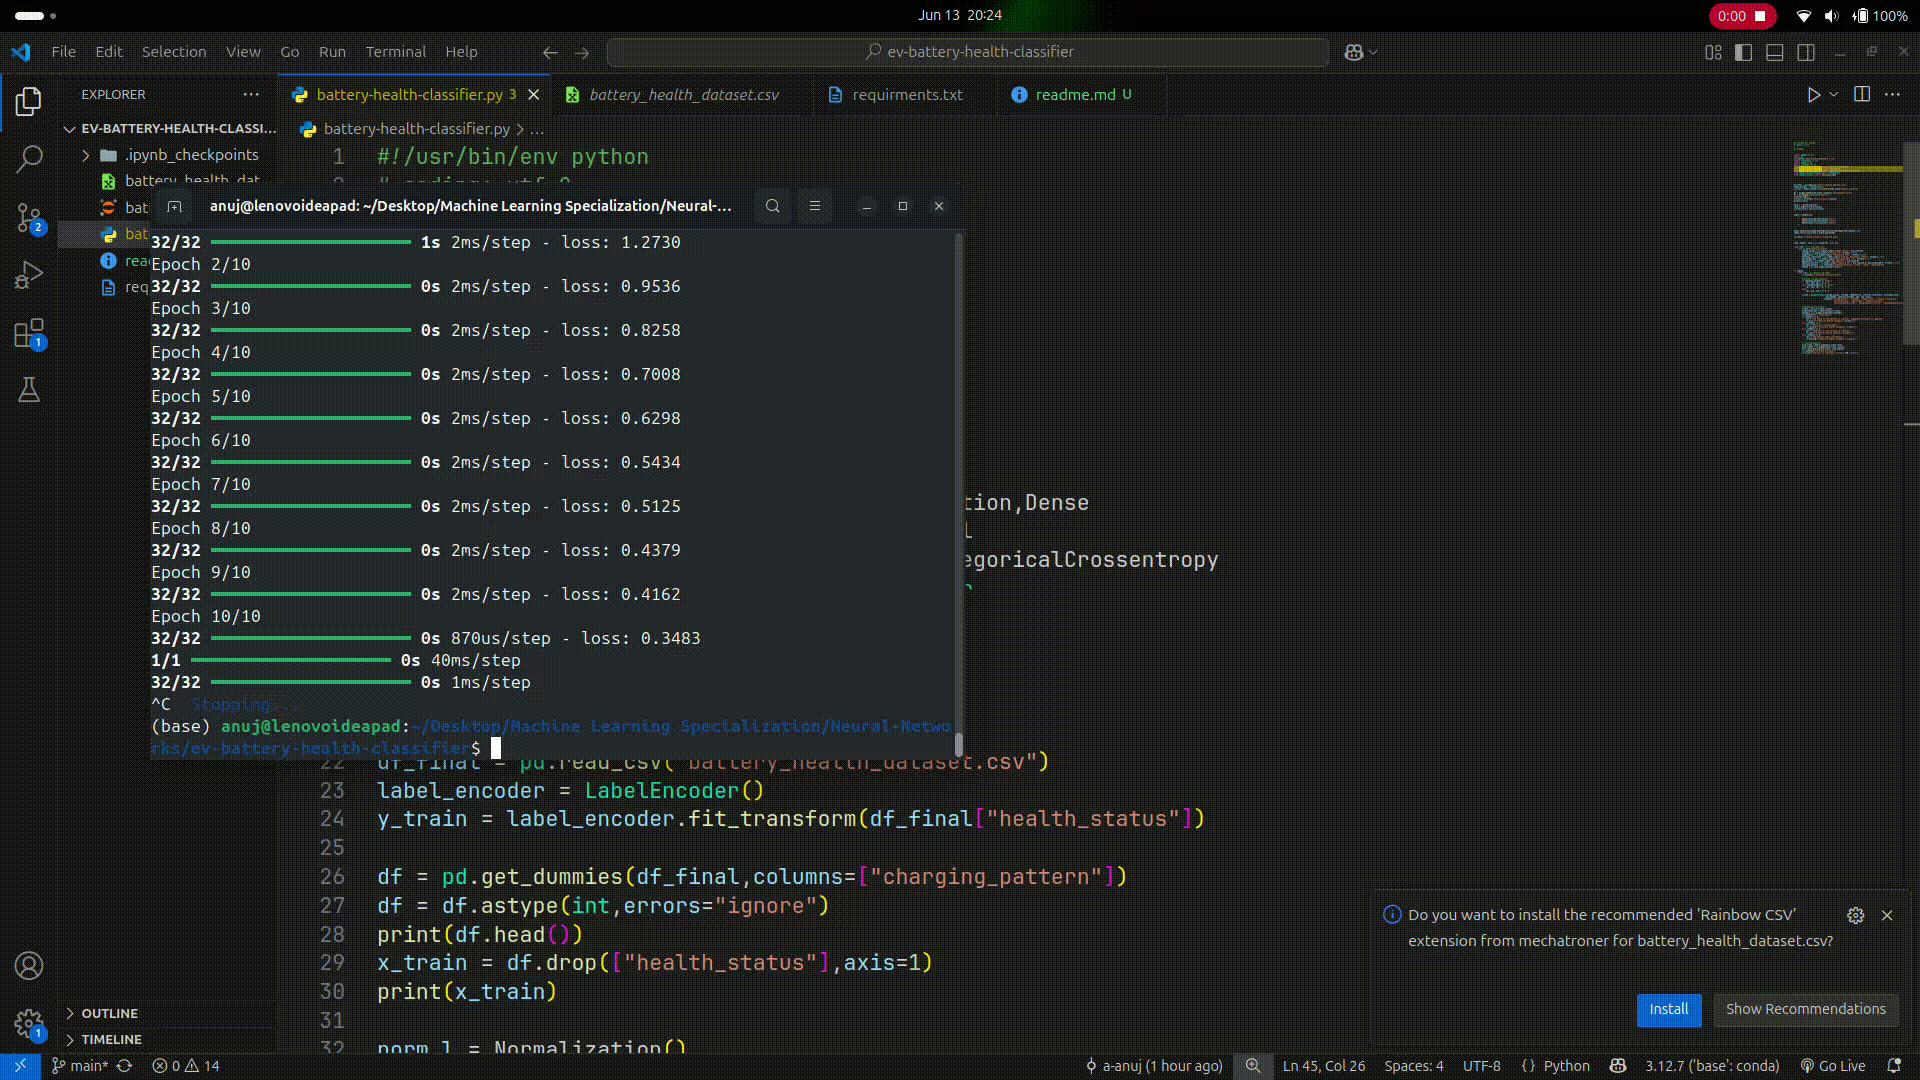 Jun 13 20:24
0:00
100%
File Edit Selection View Go Run Terminal Help
ev-battery-health-classifier
EXPLORER
battery-health-classifier.py 3
battery_health_dataset.csv
requirments.txt
readme.md U
EV-BATTERY-HEALTH-CLASSI...
battery-health-classifier.py > ...
.ipynb_checkpoints
1 #!/usr/bin/env python
battery_health_dat
anuj@lenovoideapad: ~/Desktop/Machine Learning Specialization/Neural-...
bat
2
bat
rea
req
1
32/32 1s 2ms/step - loss: 1.2730
Epoch 2/10
32/32 0s 2ms/step - loss: 0.9536
Epoch 3/10
32/32 0s 2ms/step - loss: 0.8258
Epoch 4/10
32/32 0s 2ms/step - loss: 0.7008
Epoch 5/10
32/32 0s 2ms/step - loss: 0.6298
Epoch 6/10
32/32 0s 2ms/step - loss: 0.5434
Epoch 7/10
32/32 0s 2ms/step - loss: 0.5125
Epoch 8/10
32/32 0s 2ms/step - loss: 0.4379
Epoch 9/10
32/32 0s 2ms/step - loss: 0.4162
Epoch 10/10
32/32 0s 870us/step - loss: 0.3483
1/1 0s 40ms/step
32/32 0s 1ms/step
^C Stopping...
(base) anuj@lenovoideapad:~/Desktop/Machine Learning Specialization/Neural-Netwo
rks/ev-battery-health-classifier$
tion,Dense
egoricalCrossentropy
22 df_final = pd.read_csv("battery_health_dataset.csv")
23 label_encoder = LabelEncoder()
24 y_train = label_encoder.fit_transform(df_final["health_status"])
25
26 df = pd.get_dummies(df_final,columns=["charging_pattern"])
27 df = df.astype(int,errors="ignore")
28 print(df.head())
29 x_train = df.drop(["health_status"],axis=1)
30 print(x_train)
31
32 norm_l = Normalization()
Do you want to install the recommended 'Rainbow CSV'
extension from mechatroner for battery_health_dataset.csv?
Install Show Recommendations
OUTLINE
TIMELINE
1
main* 0 14
a-anuj (1 hour ago) Ln 45, Col 26 Spaces: 4 UTF-8 {} Python 3.12.7 ('base': conda) Go Live